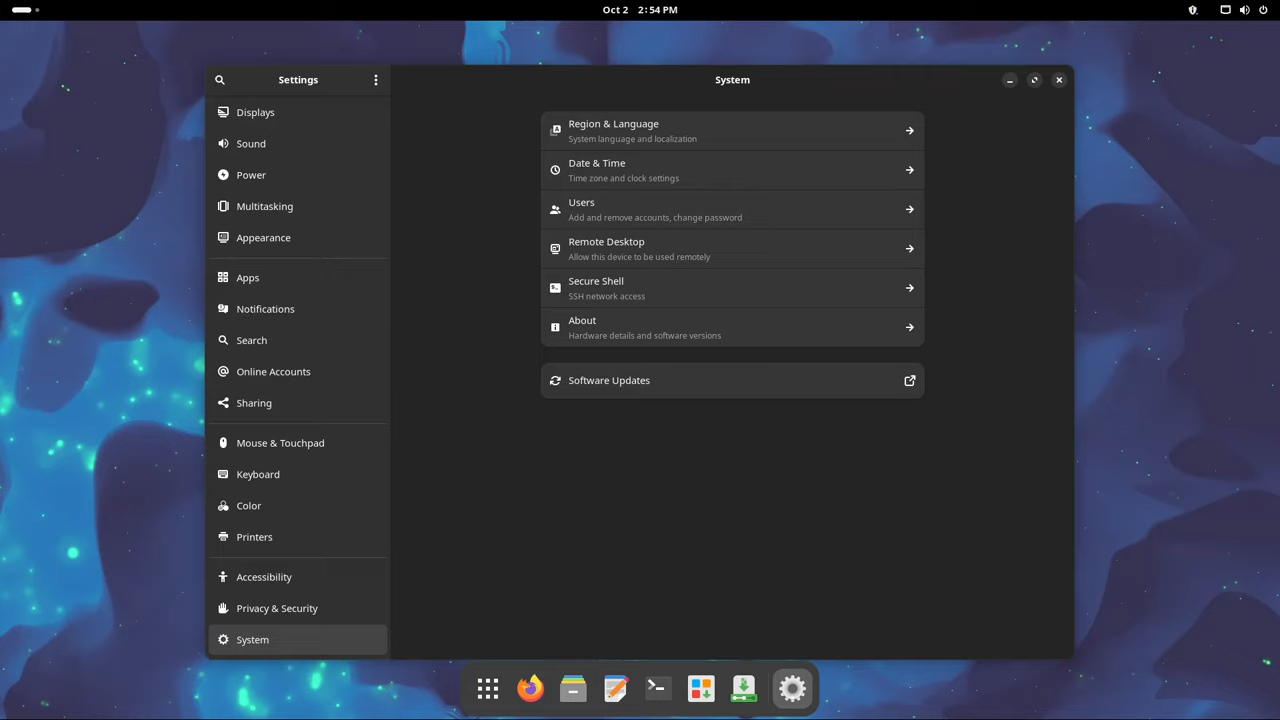 Oct 2 2:54 PM
Settings
System
Displays
Sound
Power
Multitasking
Appearance
Apps
Notifications
Search
Online Accounts
Sharing
Mouse & Touchpad
Keyboard
Color
Printers
Accessibility
Privacy & Security
System
Region & Language
System language and localization
Date & Time
Time zone and clock settings
Users
Add and remove accounts, change password
Remote Desktop
Allow this device to be used remotely
Secure Shell
SSH network access
About
Hardware details and software versions
Software Updates